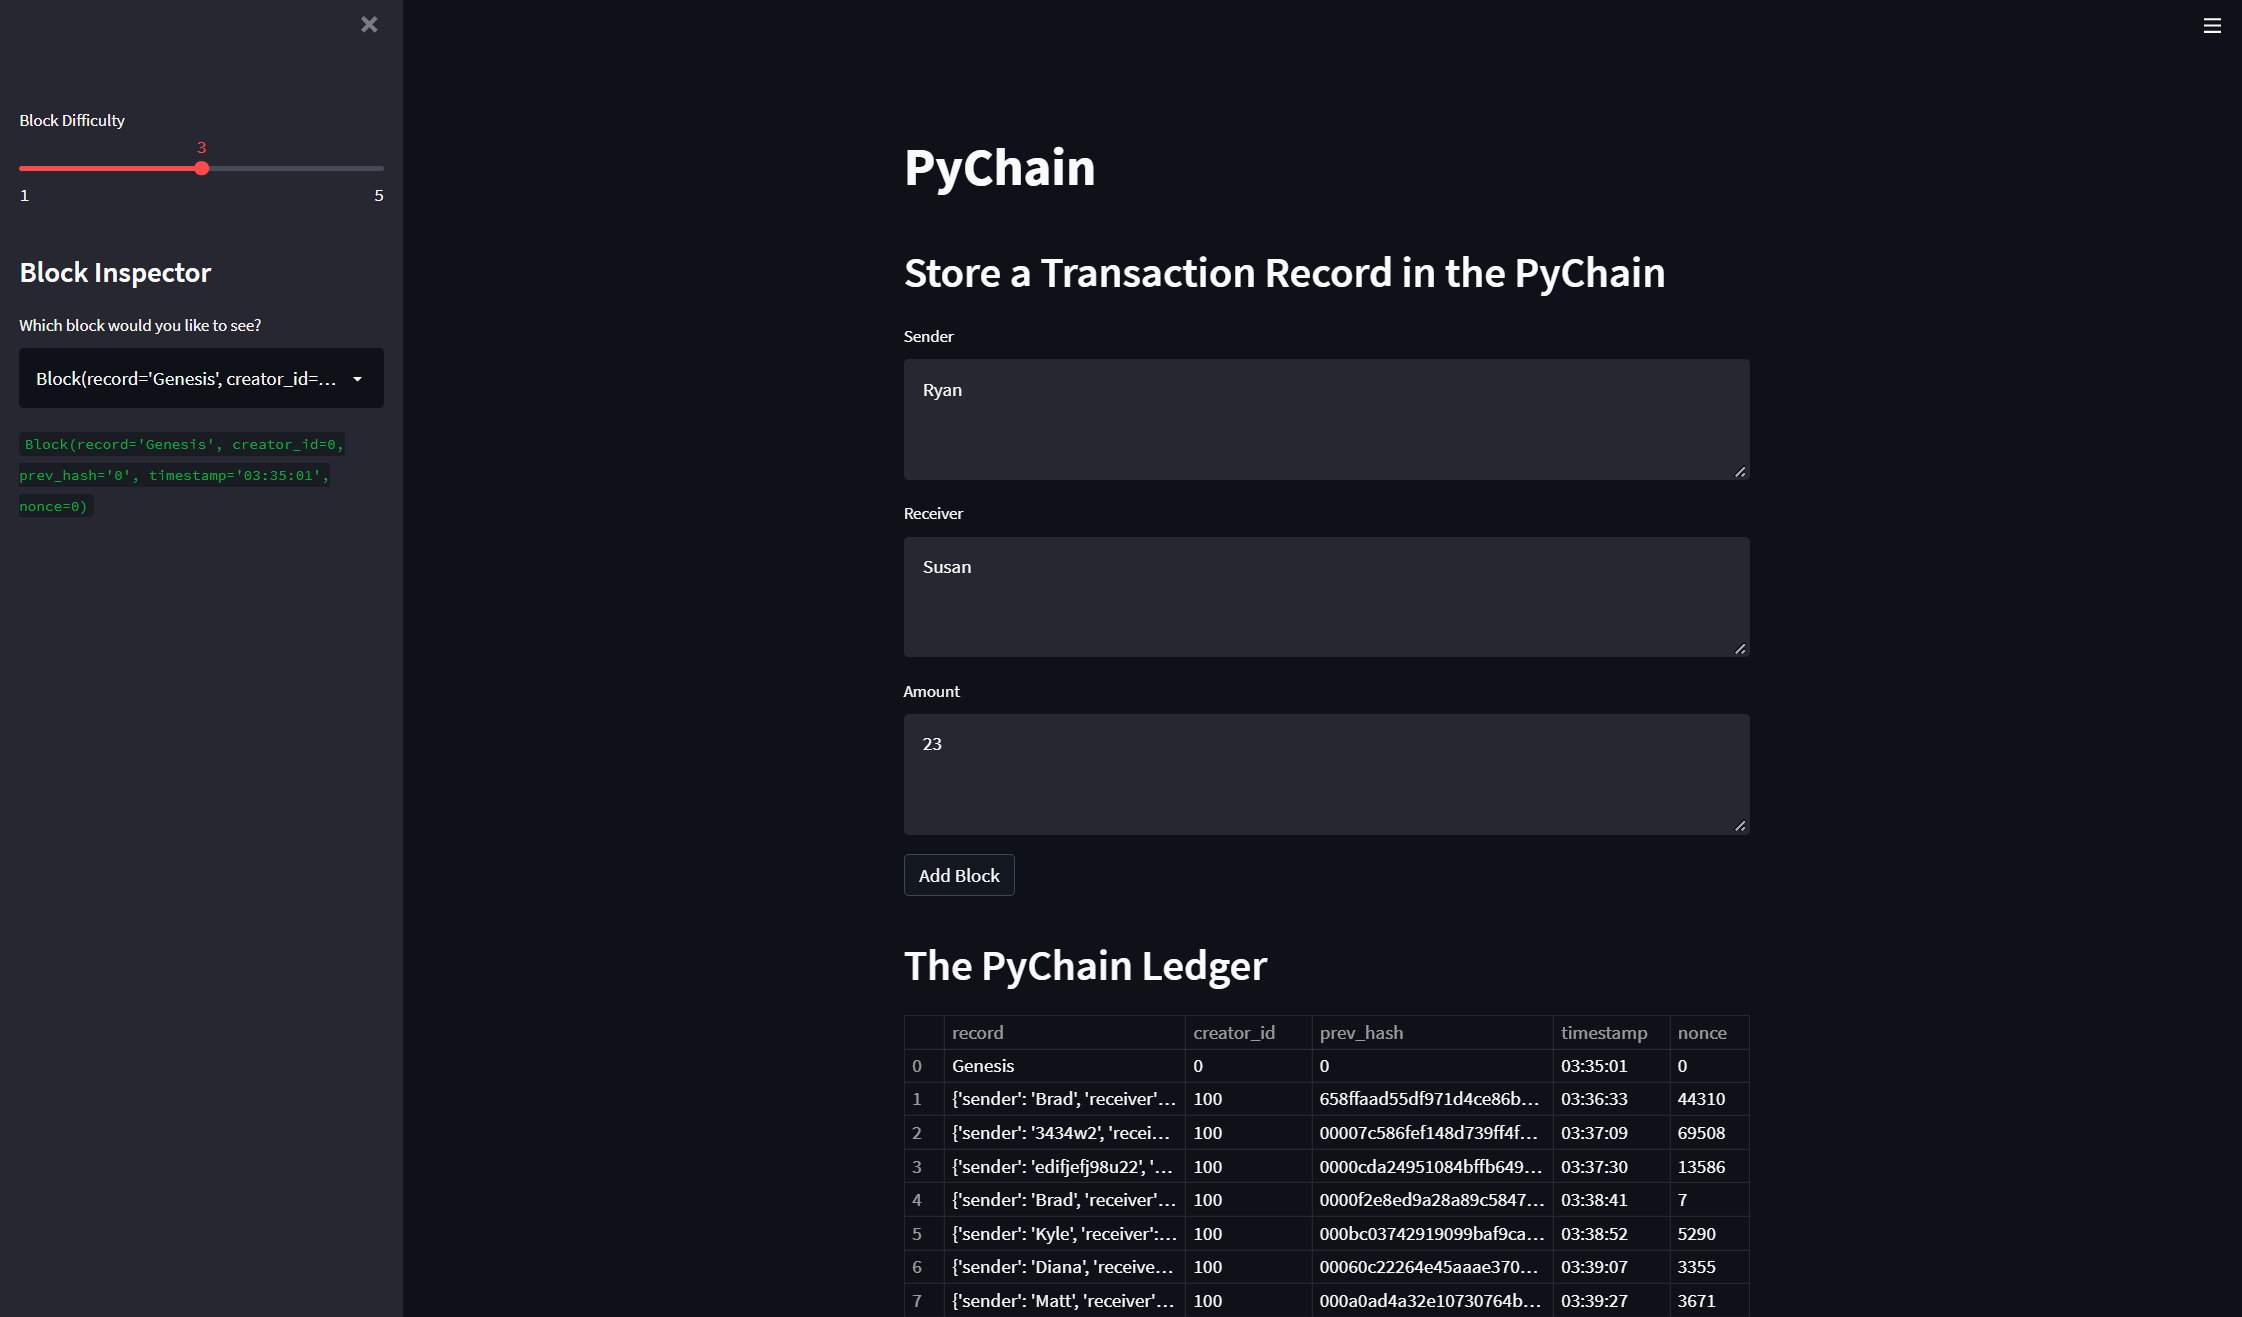 Block Difficulty
3
1 5
Block Inspector
Which block would you like to see?
Block(record='Genesis', creator_id=...
Block(record='Genesis', creator_id=0,
prev_hash='0', timestamp='03:35:01',
nonce=0)
PyChain
Store a Transaction Record in the PyChain
Sender
Ryan
Receiver
Susan
Amount
23
Add Block
The PyChain Ledger
record creator_id prev_hash timestamp nonce
0 Genesis 0 0 03:35:01 0
1 {'sender': 'Brad', 'receiver'... 100 658ffaad55df971d4ce86b... 03:36:33 44310
2 {'sender': '3434w2', 'recei... 100 00007c586fef148d739ff4f... 03:37:09 69508
3 {'sender': 'edifjefj98u22', '... 100 0000cda24951084bffb649... 03:37:30 13586
4 {'sender': 'Brad', 'receiver'... 100 0000f2e8ed9a28a89c5847... 03:38:41 7
5 {'sender': 'Kyle', 'receiver':... 100 000bc03742919099baf9ca... 03:38:52 5290
6 {'sender': 'Diana', 'receive... 100 00060c22264e45aaae370... 03:39:07 3355
7 {'sender': 'Matt', 'receiver'... 100 000a0ad4a32e10730764b... 03:39:27 3671